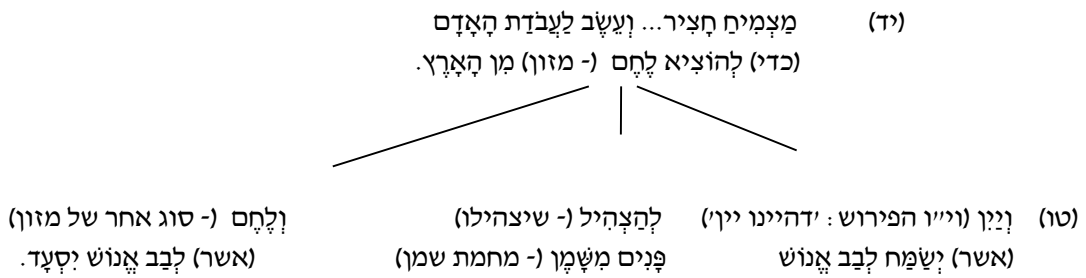 (יד) מַצְמִיחַ חָצִיר... וְעֵשֶׂב לַעֲבֹדַת הָאָדָם
(כדי) לְהוֹצִיא לֶחֶם (- מזון) מִן הָאָרֶץ.
(טו) וְיַיִן (וי״ו הפירוש : ׳דהיינו יין׳) לְהַצְהִיל (- שיצהילו) וְלֶחֶם (- סוג אחר של מזון)
(אשר) יְשַׂמַּח לְבַב אֱנוֹשׁ פָּנִים מִשָּׁמֶן (- מחמת שמן) (אשר) לְבַב אֱנוֹשׁ יִסְעָד.